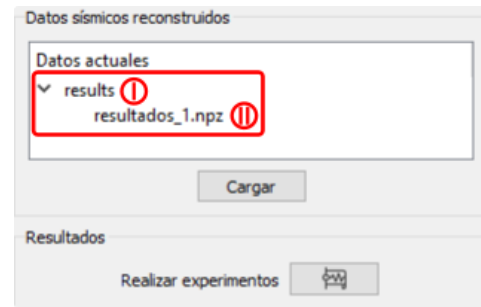 Datos sísmicos reconstruidos
Datos actuales
results I
resultados_1.npz II
Cargar
Resultados
Realizar experimentos